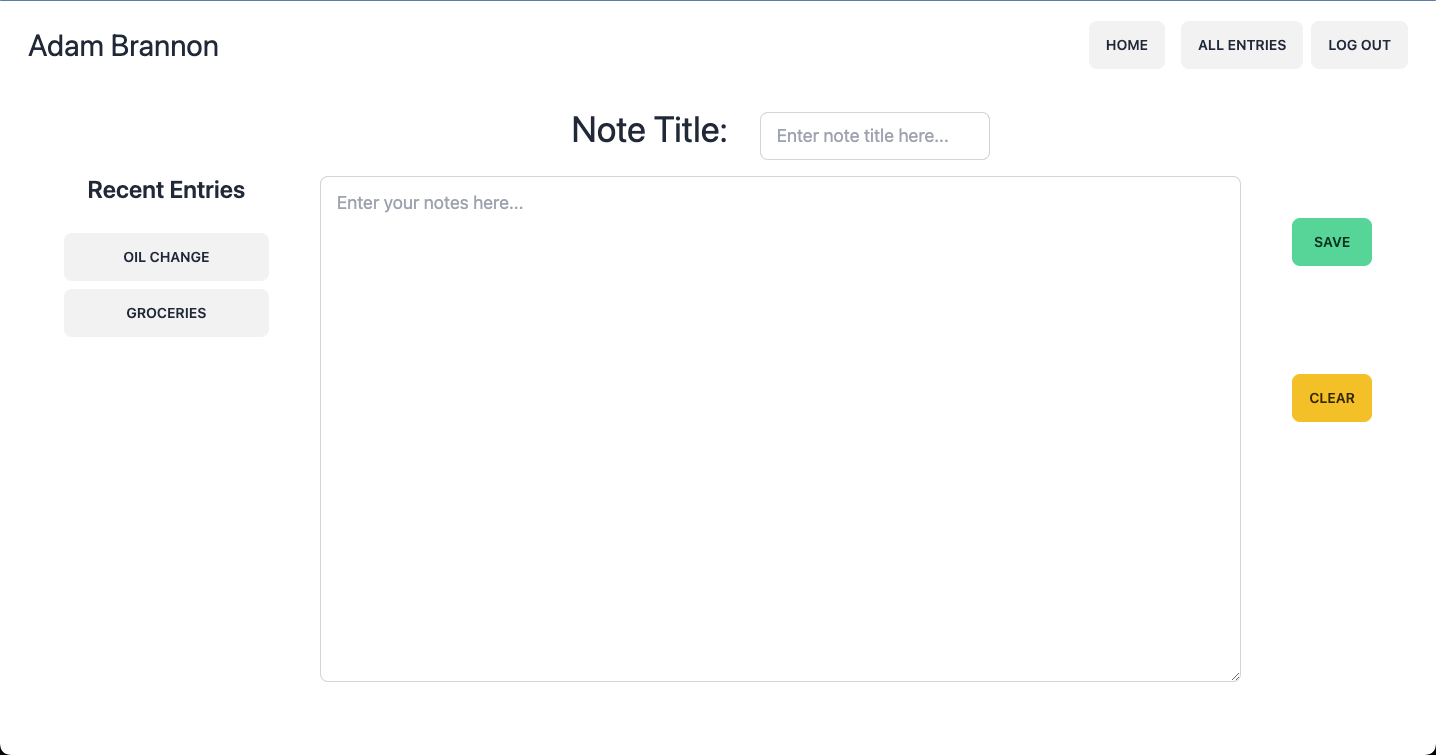 Adam Brannon
HOME
ALL ENTRIES
LOG OUT
Note Title:
Enter note title here...
Recent Entries
OIL CHANGE
GROCERIES
Enter your notes here...
SAVE
CLEAR